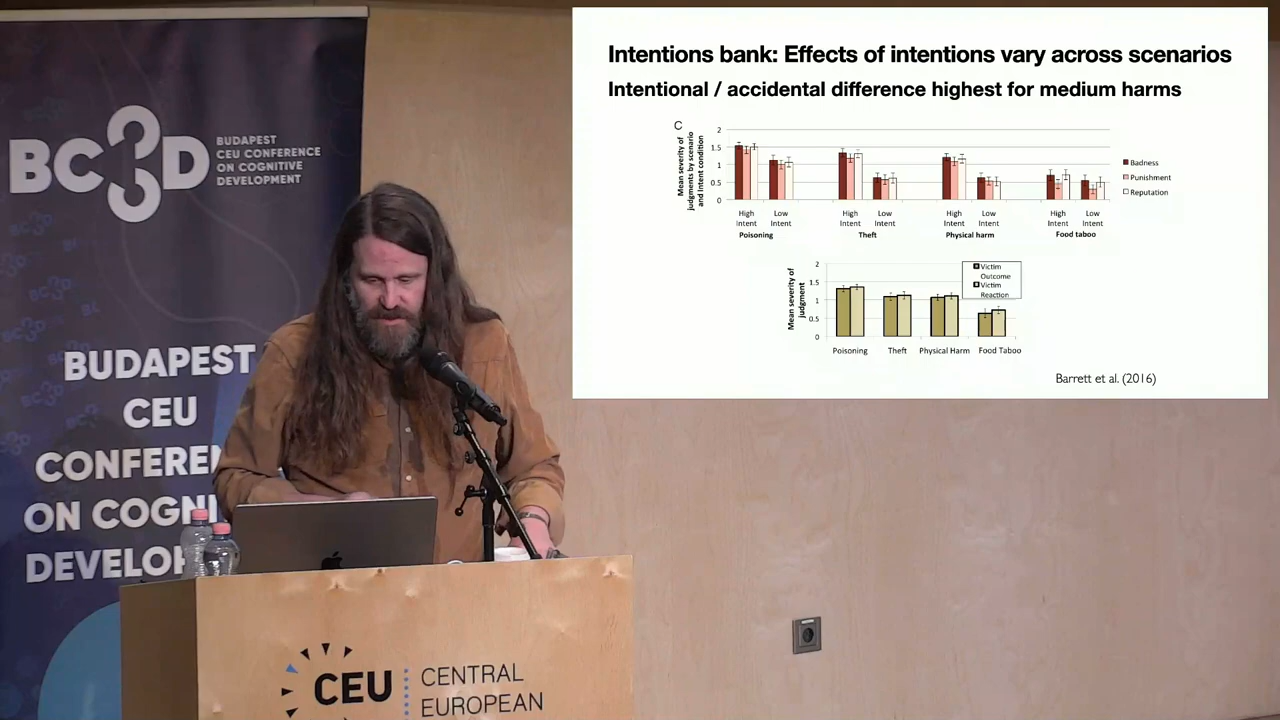 BC3D
BUDAPEST
CEU CONFERENCE
ON COGNITIVE
DEVELOPMENT
BUDAPEST
CEU
CONFEREN
ON COGNI
DEVELOP
Intentions bank: Effects of intentions vary across scenarios
Intentional / accidental difference highest for medium harms
C
Mean severity of
judgments by scenario
and Intent condition
2
1.5
1
0.5
0
High Intent
Low Intent
High Intent
Low Intent
High Intent
Low Intent
High Intent
Low Intent
Poisoning
Theft
Physical harm
Food taboo
Badness
Punishment
Reputation
Mean severity of
judgment
2
1.5
1
0.5
0
Poisoning
Theft
Physical Harm
Food Taboo
Victim
Outcome
Victim
Reaction
Barrett et al. (2016)
CEU
CENTRAL
EUROPEAN